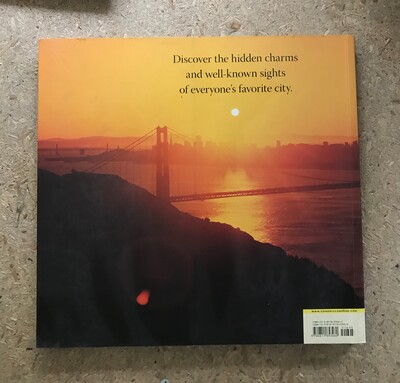 Discover the hidden charms
and well-known sights
of everyone's favorite city.